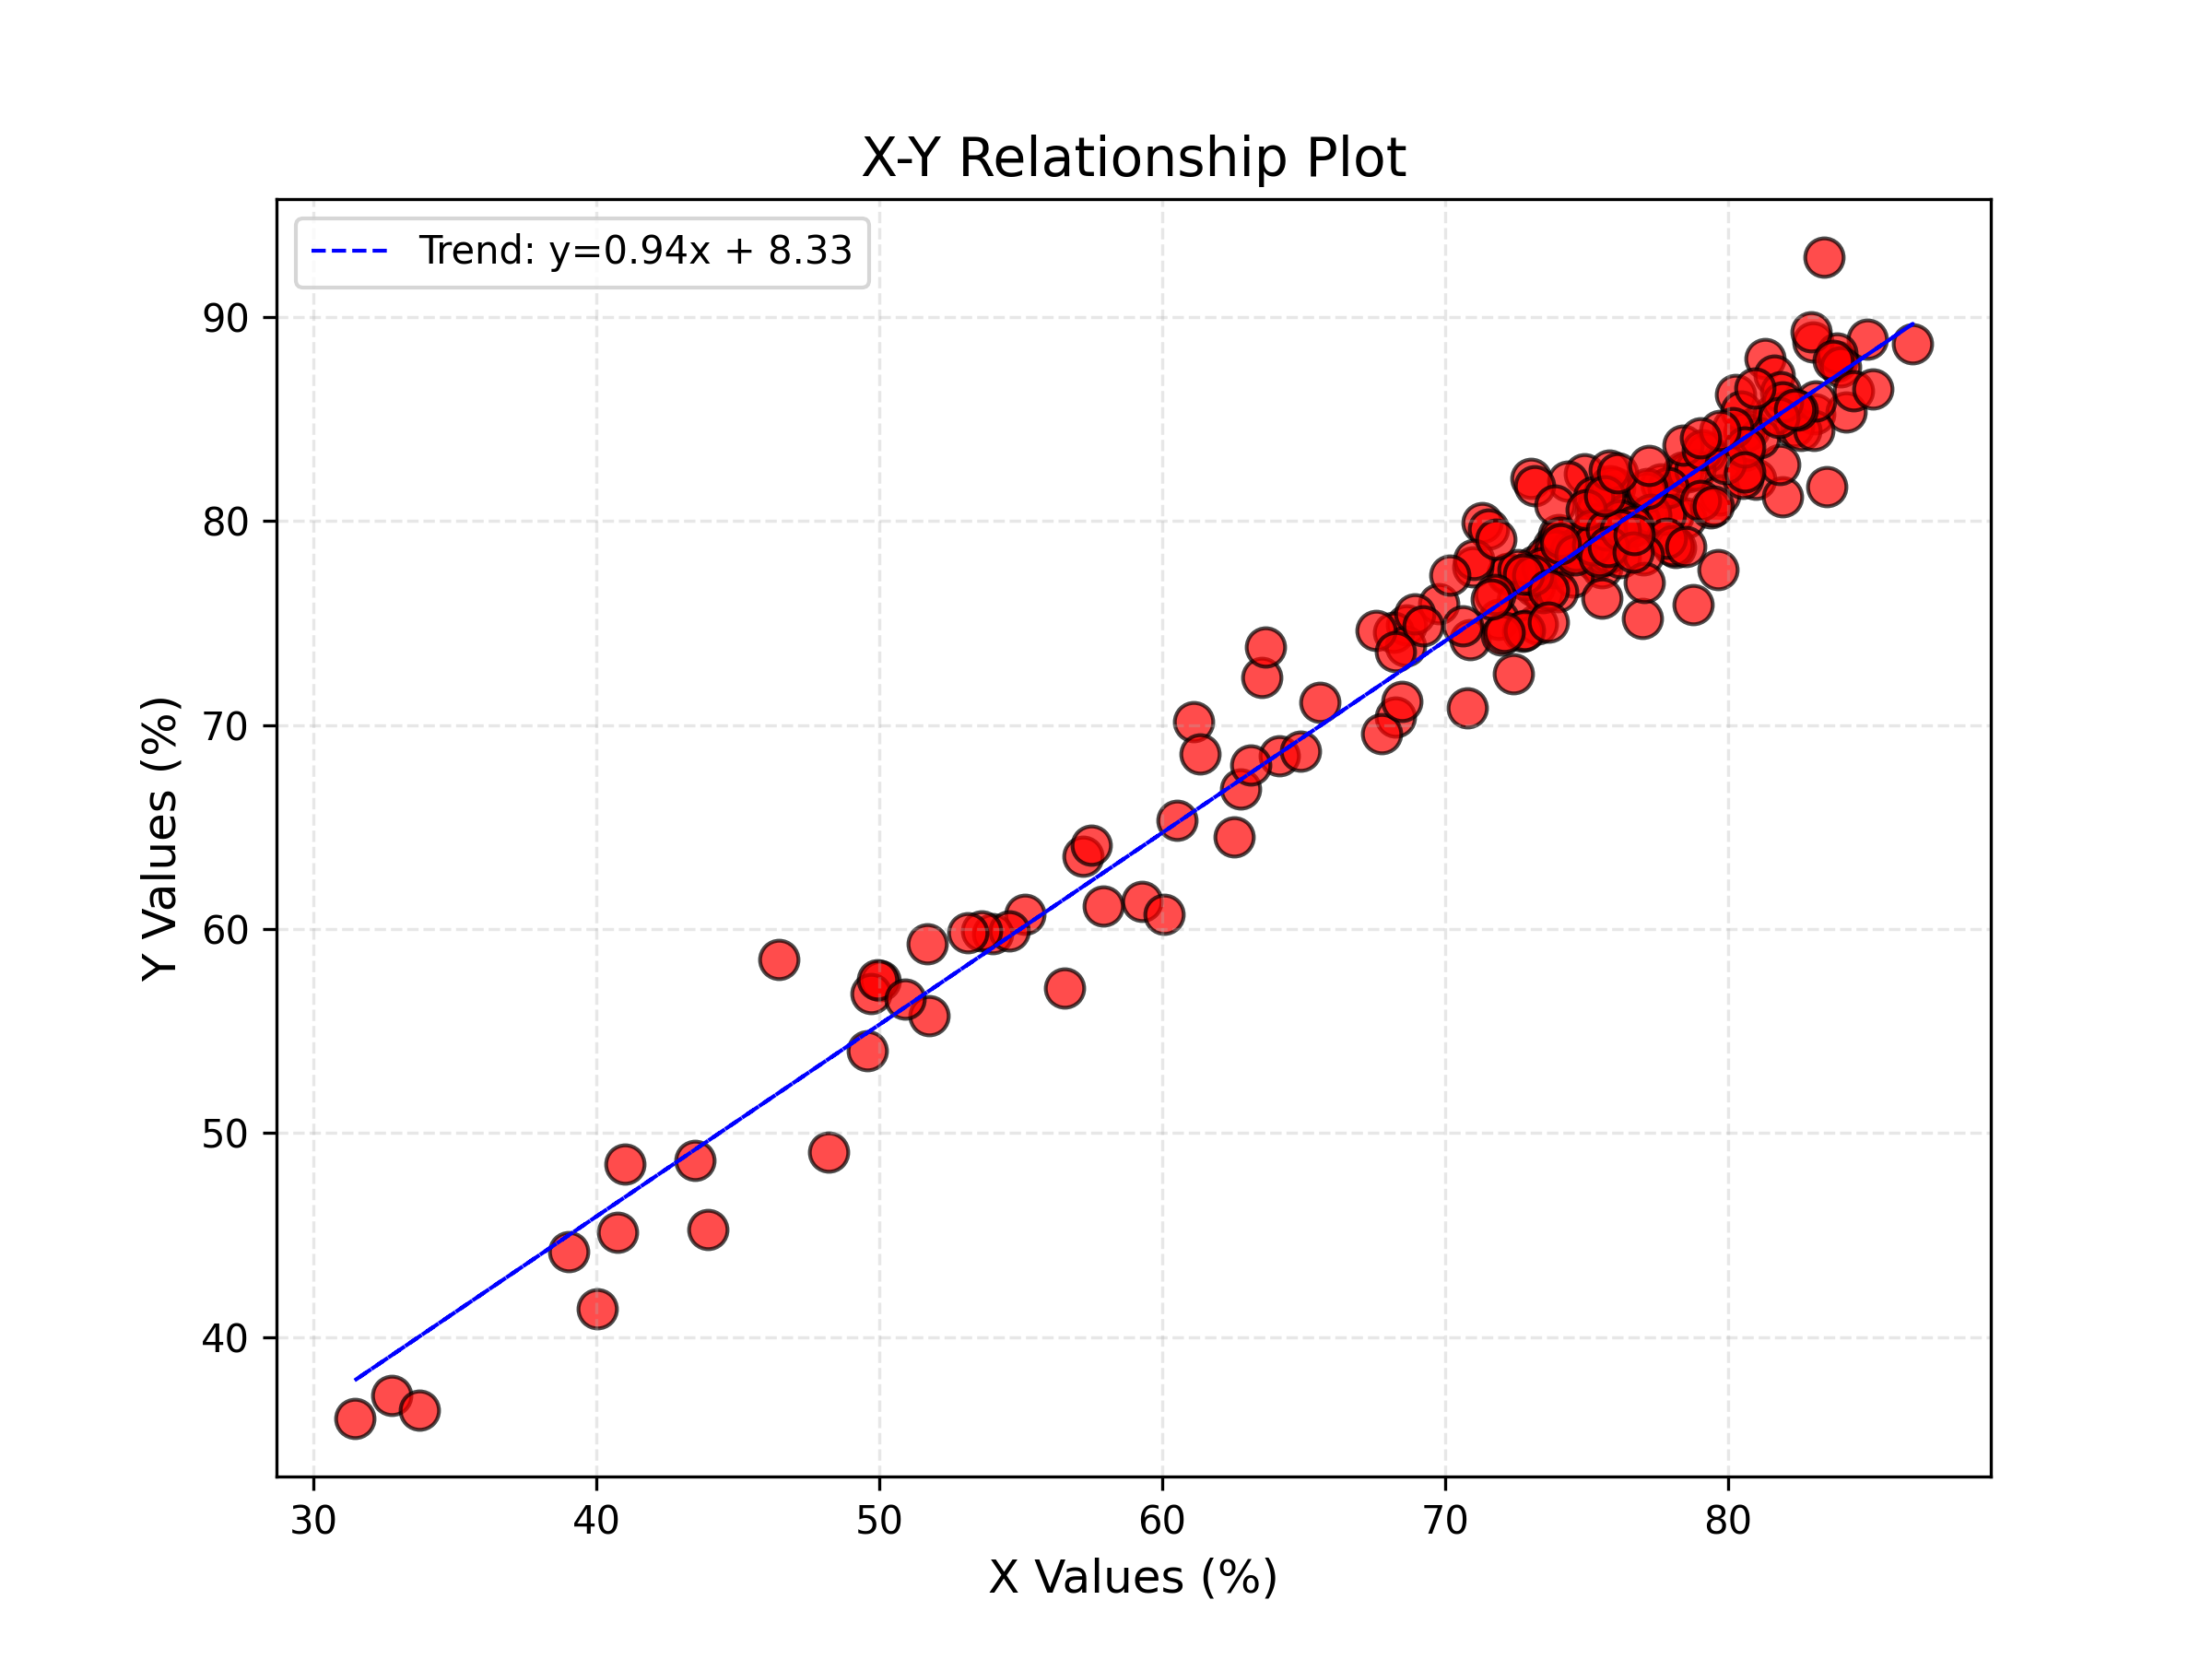 X-Y Relationship Plot
Trend: y=0.94x + 8.33
90
80
70
60
50
40
Y Values (%)
30 40 50 60 70 80
X Values (%)